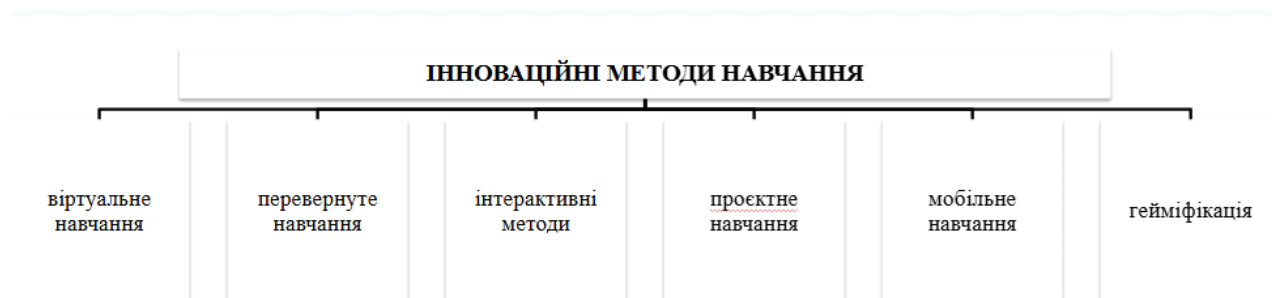 ІННОВАЦІЙНІ МЕТОДИ НАВЧАННЯ
віртуальне
навчання
перевернуте
навчання
інтерактивні
методи
проєктне
навчання
мобільне
навчання
гейміфікація